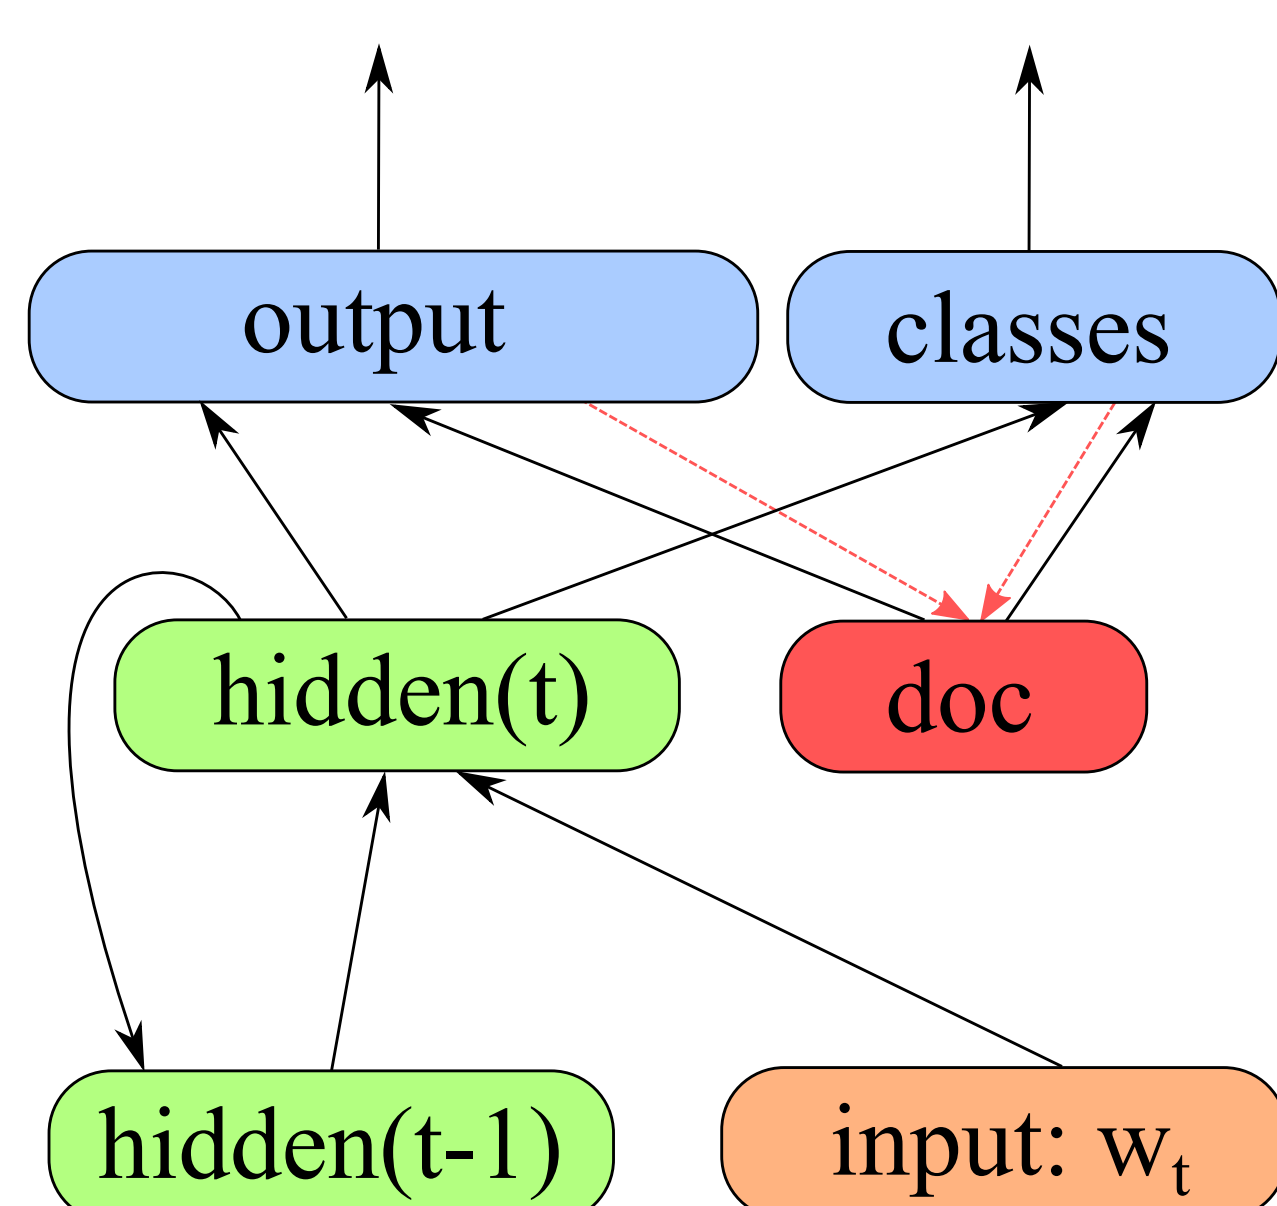 output
classes
hidden(t)
doc
hidden(t-1)
input: wₜ